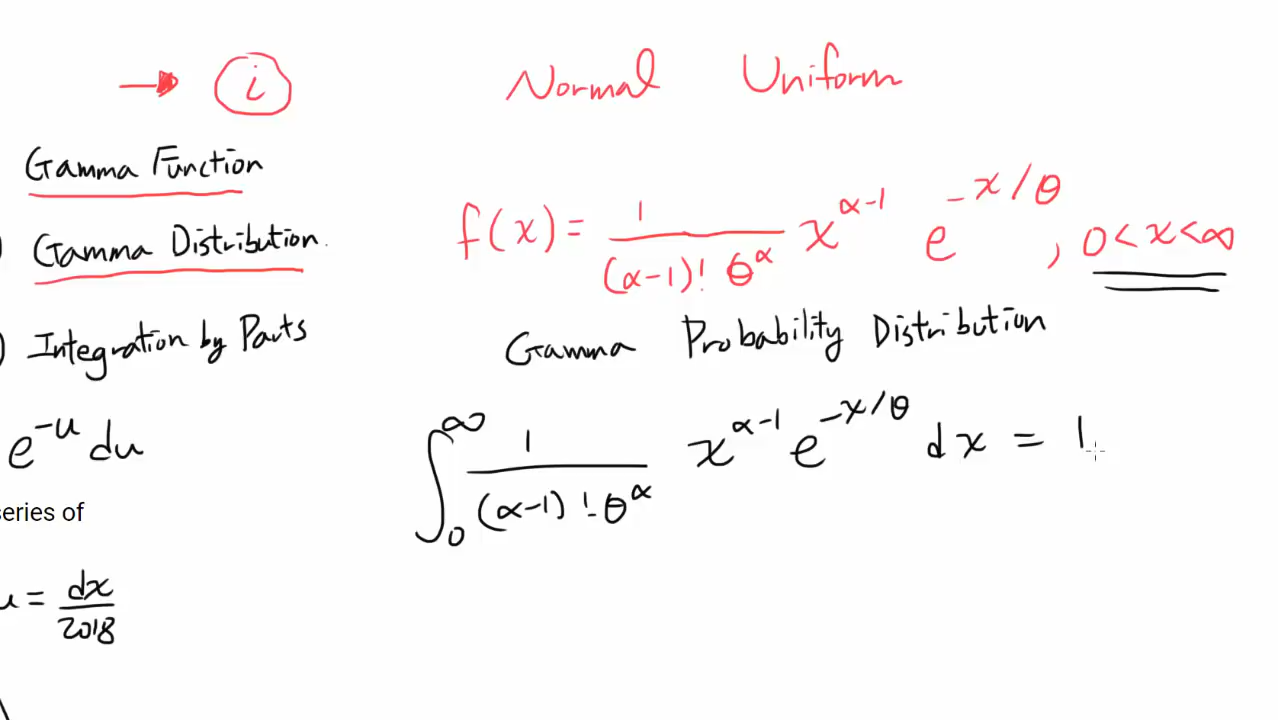 → i Normal Uniform
Gamma Function
) Gamma Distribution.
f(x) = 1 / ((α-1)! θ^α) x^(α-1) e^(-x/θ), 0<x<∞
) Integration by Parts
Gamma Probability Distribution
e^(-u) du
∫_0^∞ 1 / ((α-1)! θ^α) x^(α-1) e^(-x/θ) dx = 1
eries of
u = dx / 2018